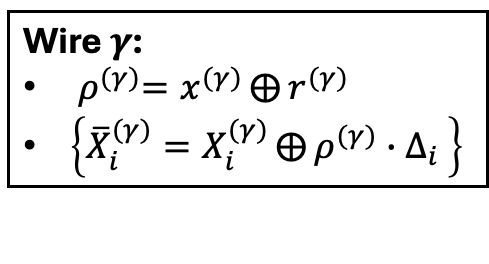 Wire γ:
• ρ^(γ) = x^(γ) ⊕ r^(γ)
• {X̄_i^(γ) = X_i^(γ) ⊕ ρ^(γ) · Δ_i}